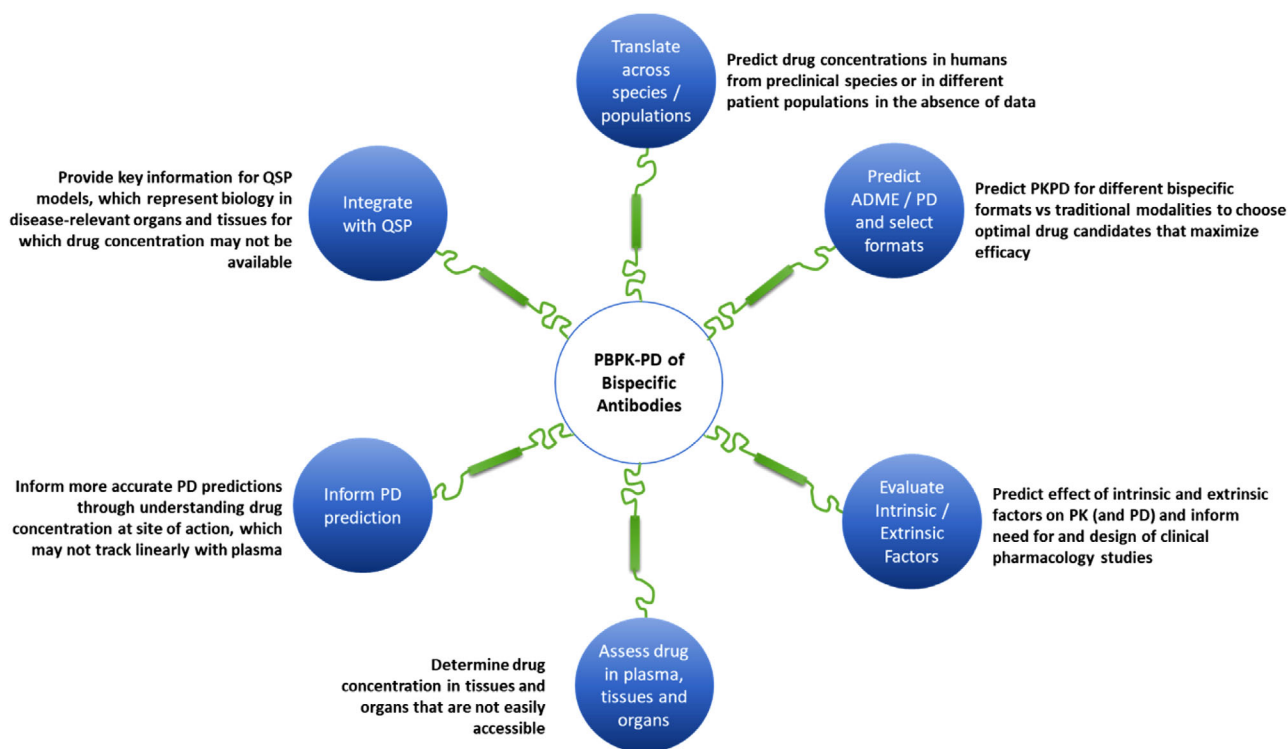 Translate
across
species /
populations
Predict drug concentrations in humans
from preclinical species or in different
patient populations in the absence of data
Predict
ADME / PD
and select
formats
Predict PKPD for different bispecific
formats vs traditional modalities to choose
optimal drug candidates that maximize
efficacy
Provide key information for QSP
models, which represent biology in
disease-relevant organs and tissues for
which drug concentration may not be
available
Integrate
with QSP
PBPK-PD of
Bispecific
Antibodies
Inform more accurate PD predictions
through understanding drug
concentration at site of action, which
may not track linearly with plasma
Inform PD
prediction
Evaluate
Intrinsic /
Extrinsic
Factors
Predict effect of intrinsic and extrinsic
factors on PK (and PD) and inform
need for and design of clinical
pharmacology studies
Determine drug
concentration in tissues and
organs that are not easily
accessible
Assess drug
in plasma,
tissues and
organs